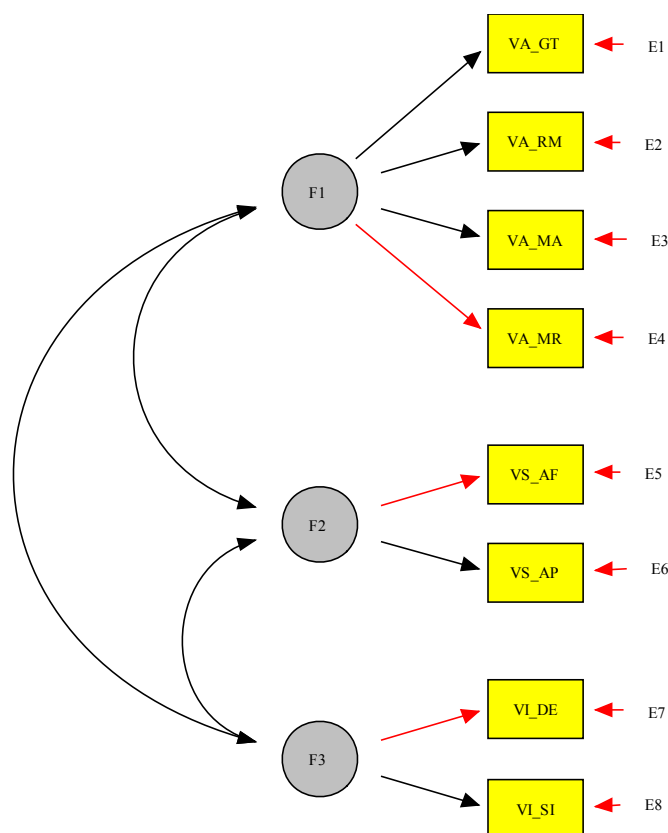 VA_GT
E1
VA_RM
E2
F1
VA_MA
E3
VA_MR
E4
VS_AF
E5
F2
VS_AP
E6
VI_DE
E7
F3
VI_SI
E8